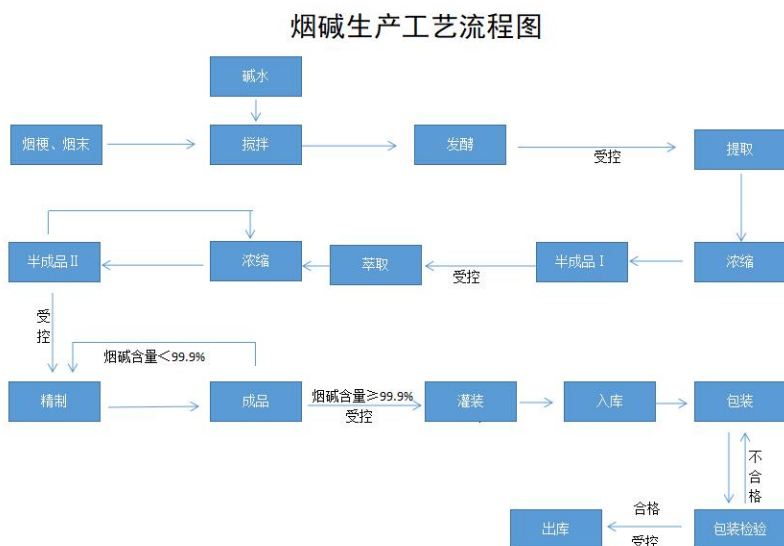 烟碱生产工艺流程图
碱水
烟梗、烟末
搅拌
发酵
受控
提取
半成品Ⅱ
浓缩
萃取
受控
半成品Ⅰ
浓缩
受
控
烟碱含量＜99.9%
精制
成品
烟碱含量≥99.9%
受控
灌装
入库
包装
不
合
格
出库
合格
受控
包装检验